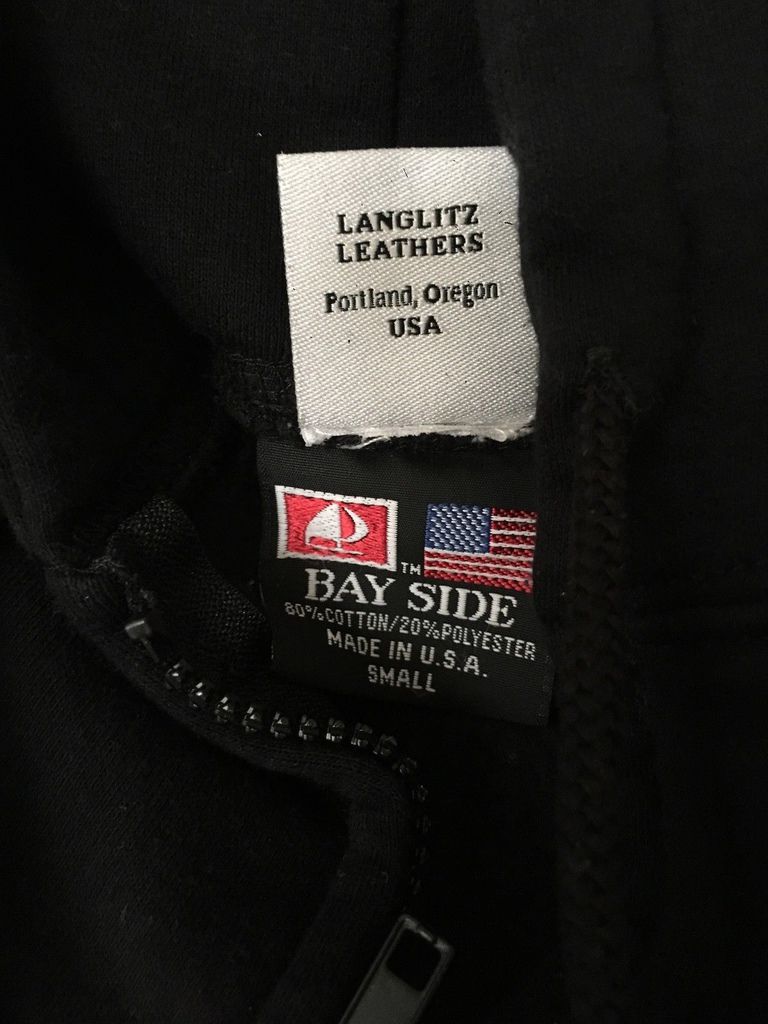 LANGLITZ
LEATHERS
Portland, Oregon
USA
TM
BAY SIDE
80%COTTON/20%POLYESTER
MADE IN U.S.A.
SMALL